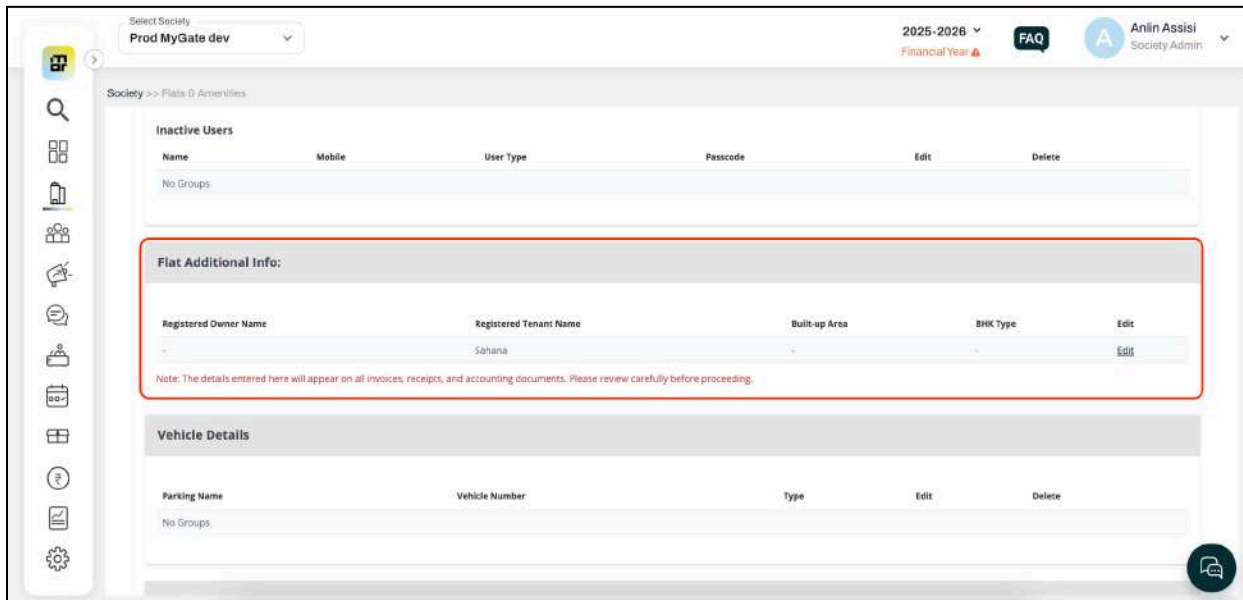 Select Society
Prod MyGate dev
2025-2026
Financial Year
FAQ
A
Anlin Assisi
Society Admin
Society >> Flats & Amenities
Inactive Users
Name Mobile User Type Passcode Edit Delete
No Groups
Flat Additional Info:
Registered Owner Name Registered Tenant Name Built-up Area BHK Type Edit
- Sahana - - Edit
Note: The details entered here will appear on all invoices, receipts, and accounting documents. Please review carefully before proceeding.
Vehicle Details
Parking Name Vehicle Number Type Edit Delete
No Groups